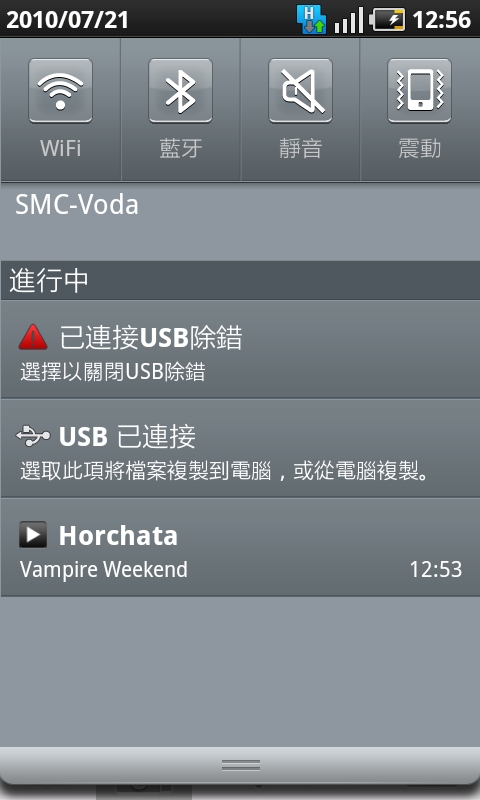 2010/07/21 H 12:56
WiFi 藍牙 靜音 震動
SMC-Voda
進行中
已連接USB除錯
選擇以關閉USB除錯
USB 已連接
選取此項將檔案複製到電腦，或從電腦複製。
Horchata
Vampire Weekend 12:53